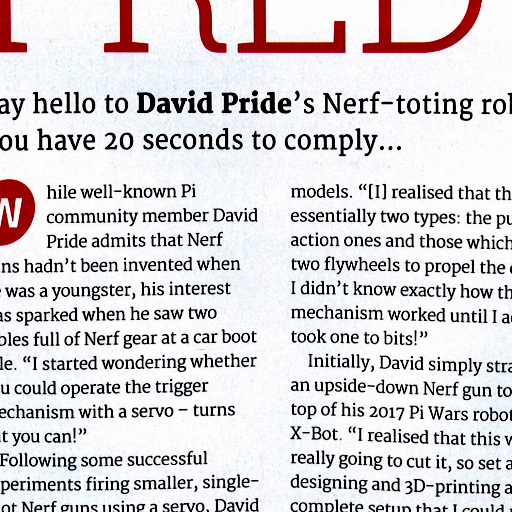 ay hello to David Pride's Nerf-toting
ou have 20 seconds to comply...
W
hile well-known Pi
community member David
Pride admits that Nerf
ns hadn't been invented when
was a youngster, his interest
as sparked when he saw two
bles full of Nerf gear at a car boot
le. "I started wondering whether
u could operate the trigger
echanism with a servo – turns
t you can!"
Following some successful
periments firing smaller, single-
ot Nerf guns using a servo, David
models. "[I] realised that
essentially two types: the
action ones and those which
two flywheels to propel the
I didn't know exactly how
mechanism worked until I
took one to bits!"
Initially, David simply
an upside-down Nerf gun to
top of his 2017 Pi Wars robot
X-Bot. "I realised that this
really going to cut it, so set
designing and 3D-printing a
complete setup that I could